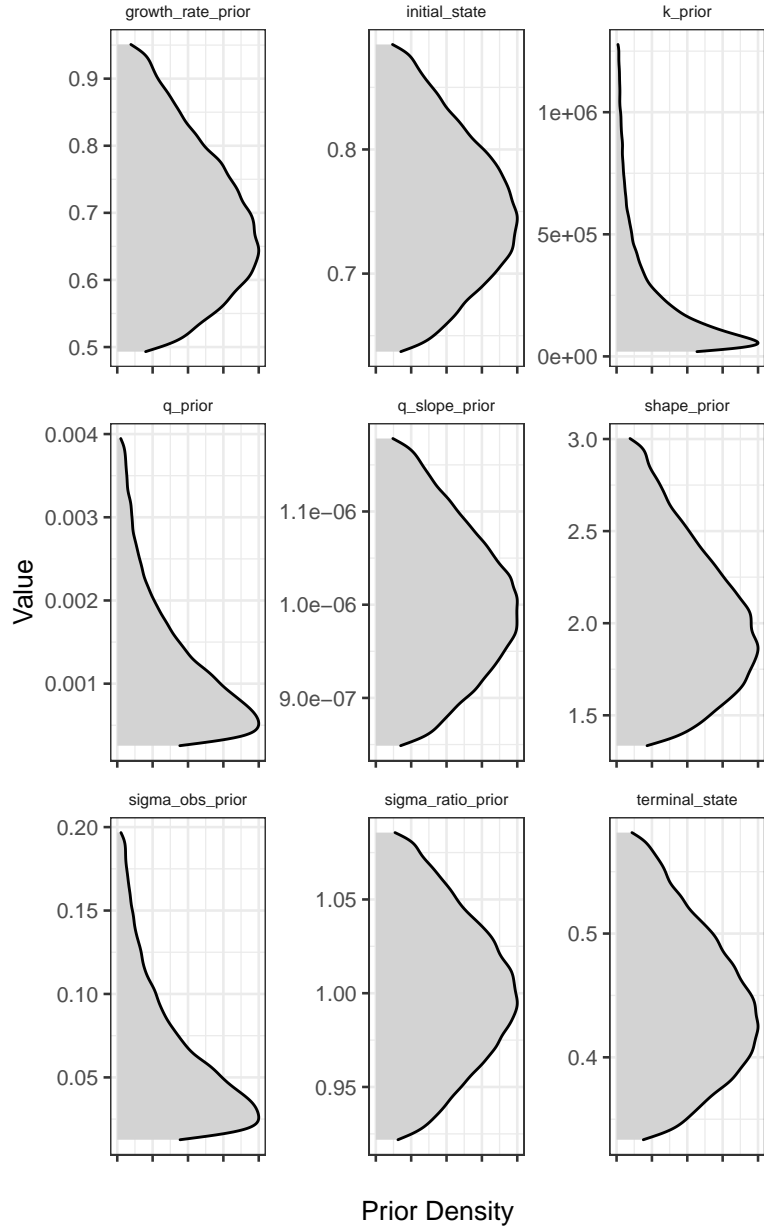 growth_rate_prior
initial_state
k_prior
0.9
0.8
0.7
0.6
0.5
0.8
0.7
1e+06
5e+05
0e+00
q_prior
q_slope_prior
shape_prior
0.004
0.003
0.002
0.001
1.1e-06
1.0e-06
9.0e-07
3.0
2.5
2.0
1.5
Value
sigma_obs_prior
sigma_ratio_prior
terminal_state
0.20
0.15
0.10
0.05
1.05
1.00
0.95
0.5
0.4
Prior Density